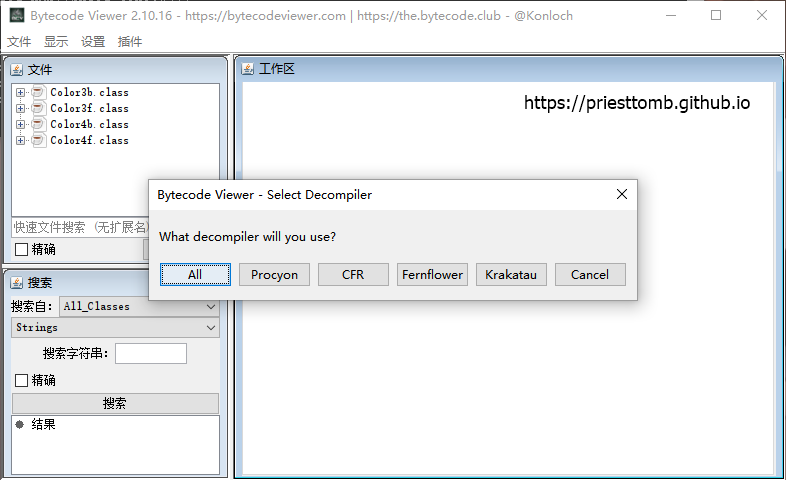 Bytecode Viewer 2.10.16 - https://bytecodeviewer.com | https://the.bytecode.club - @Konloch
文件 显示 设置 插件
文件
Color3b.class
Color3f.class
Color4b.class
Color4f.class
快速文件搜索 (无扩展名)
精确
工作区
https://priesttomb.github.io
Bytecode Viewer - Select Decompiler
What decompiler will you use?
All Procyon CFR Fernflower Krakatau Cancel
搜索
搜索自: All_Classes
Strings
搜索字符串:
精确
搜索
结果